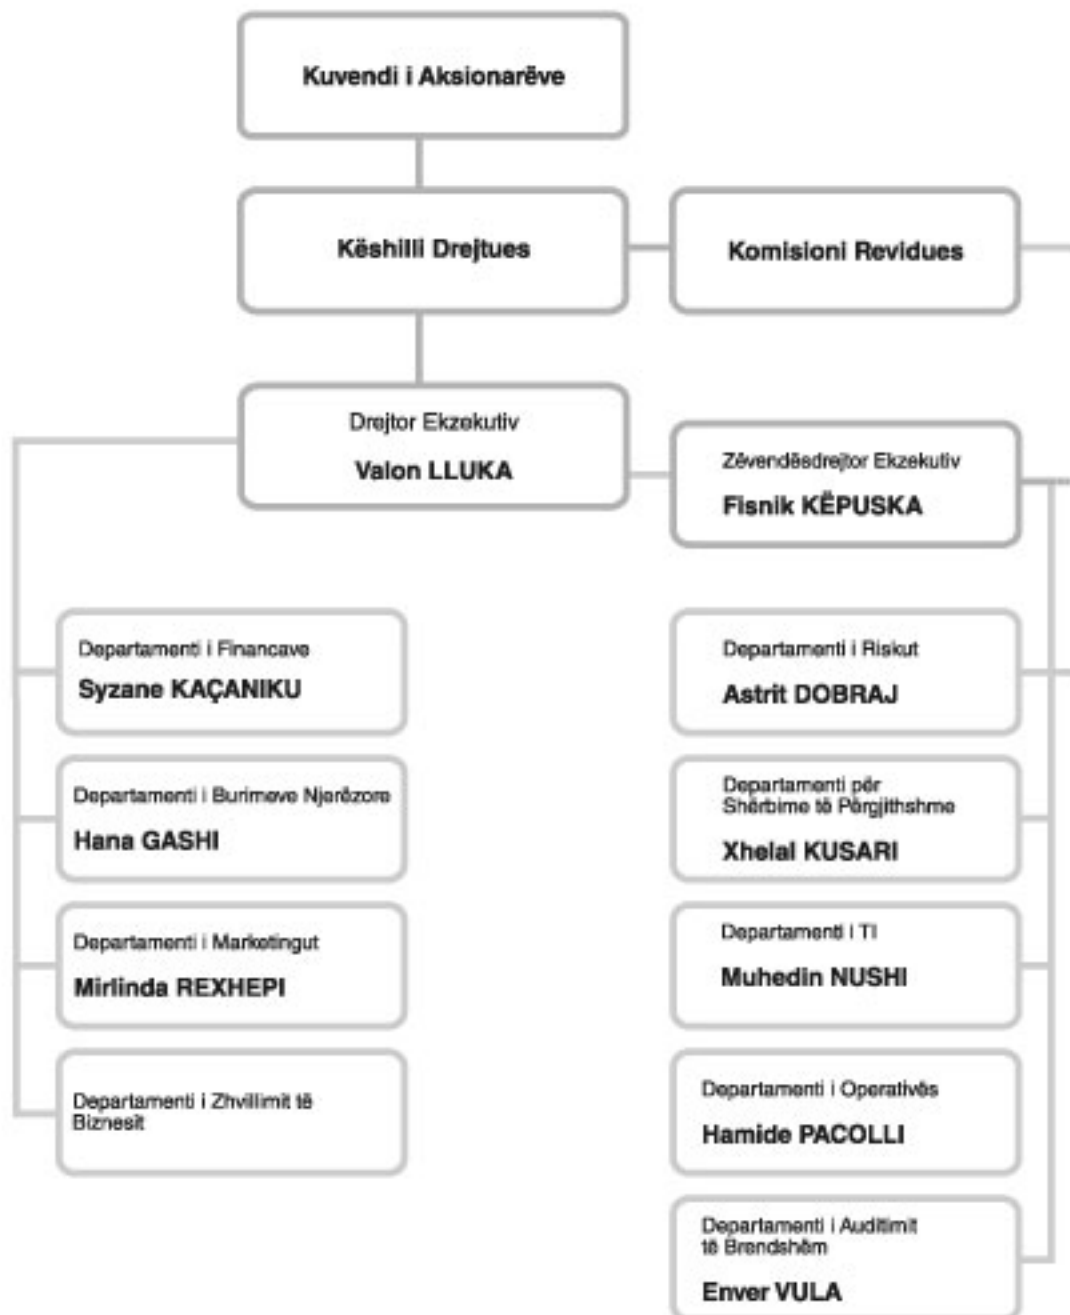 Kuvendi i Aksionarëve
Këshilli Drejtues
Komisioni Revidues
Drejtor Ekzekutiv
Valon LLUKA
Zëvendësdrejtor Ekzekutiv
Fisnik KËPUSKA
Departamenti i Financave
Syzane KAÇANIKU
Departamenti i Burimeve Njerëzore
Hana GASHI
Departamenti i Marketingut
Mirlinda REXHEPI
Departamenti i Zhvillimit të
Biznesit
Departamenti i Riskut
Astrit DOBRAJ
Departamenti për
Shërbime të Përgjithshme
Xhelal KUSARI
Departamenti i TI
Muhedin NUSHI
Departamenti i Operativës
Hamide PACOLLI
Departamenti i Auditimit
të Brendshëm
Enver VULA